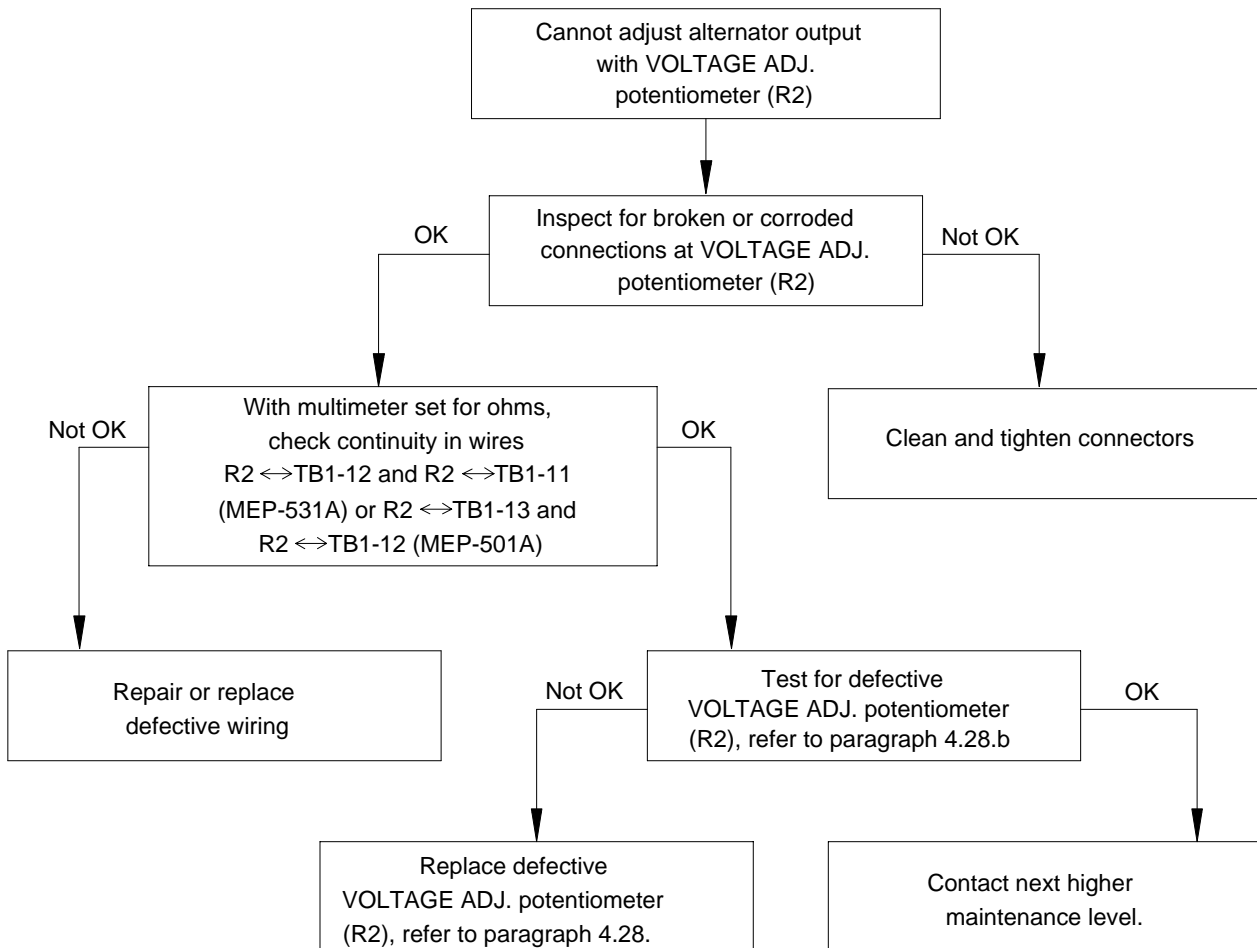 Cannot adjust alternator output
with VOLTAGE ADJ.
potentiometer (R2)
Inspect for broken or corroded
connections at VOLTAGE ADJ.
potentiometer (R2)
OK
Not OK
With multimeter set for ohms,
check continuity in wires
R2 ↔TB1-12 and R2 ↔TB1-11
(MEP-531A) or R2 ↔TB1-13 and
R2 ↔TB1-12 (MEP-501A)
Clean and tighten connectors
Not OK
OK
Repair or replace
defective wiring
Test for defective
VOLTAGE ADJ. potentiometer
(R2), refer to paragraph 4.28.b
Not OK
OK
Replace defective
VOLTAGE ADJ. potentiometer
(R2), refer to paragraph 4.28.
Contact next higher
maintenance level.